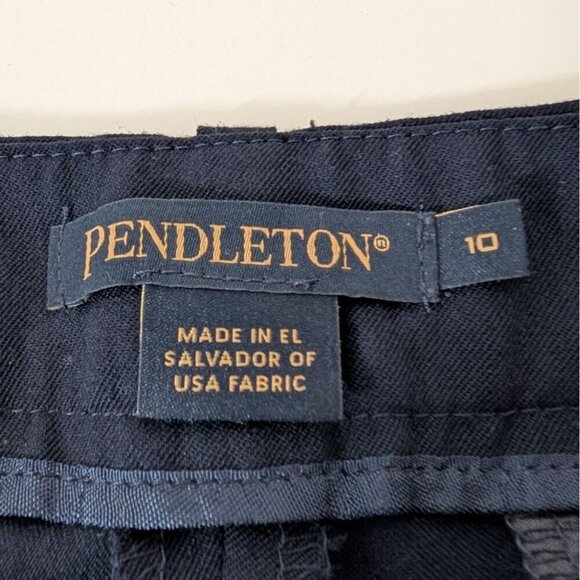 PENDLETON®
10
MADE IN EL
SALVADOR OF
USA FABRIC